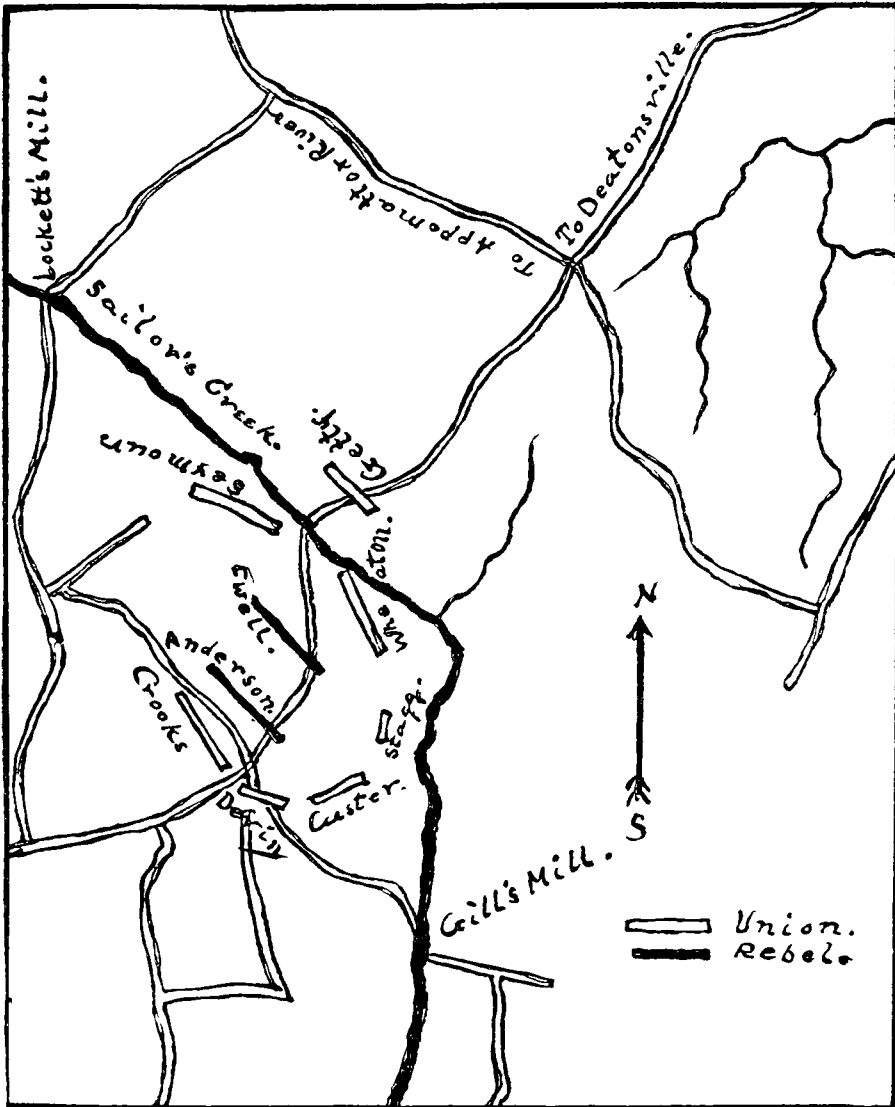 Lockett's Mill.
To Appomattox River
To Deatonsville.
Sailor's Creek.
Getty.
Seymour
Wheaton.
Ewell.
Anderson.
Crooks
Stagg.
Custer.
Devin
N
S
Gill's Mill.
Union.
Rebel.